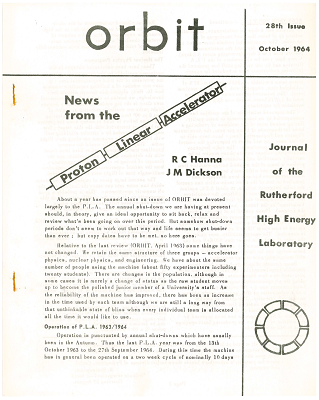 orbit
28th Issue
October 1964
News
from the
Proton Linear Accelerator
R C Hanna
J M Dickson
Journal
of the
Rutherford
High Energy
Laboratory
About a year has passed since an issue of ORBIT was devoted
largely to the P.L.A. The annual shut-down we are having at present
should, in theory, give an ideal opportunity to sit back, relax and
review what's been going on over this period. But somehow shut-down
periods don't seem to work out that way and life seems to get busier
than ever; but copy dates have to be met, so here goes.
Relative to the last review (ORBIT, April 1963) some things have
not changed. We retain the same structure of three groups - accelerator
physics, nuclear physics, and engineering. We have about the same
number of people using the machine (about fifty experimenters including
twenty students). There are changes in the population, although in
some cases it is merely a change of status as the raw student moves
up to become the polished junior member of a University's staff. As
the reliability of the machine has improved, there has been an increase
in the time used by each team although we are still a long way from
that unthinkable state of bliss when every individual team is allocated
all the time it would like to use.
Operation of P.L.A. 1963/1964
Operation is punctuated by annual shut-downs which have usually
been in the Autumn. Thus the last P.L.A. year was from the 13th
October 1963 to the 27th September 1964. During this time the machine
has in general been operated on a two week cycle of nominally 10 days